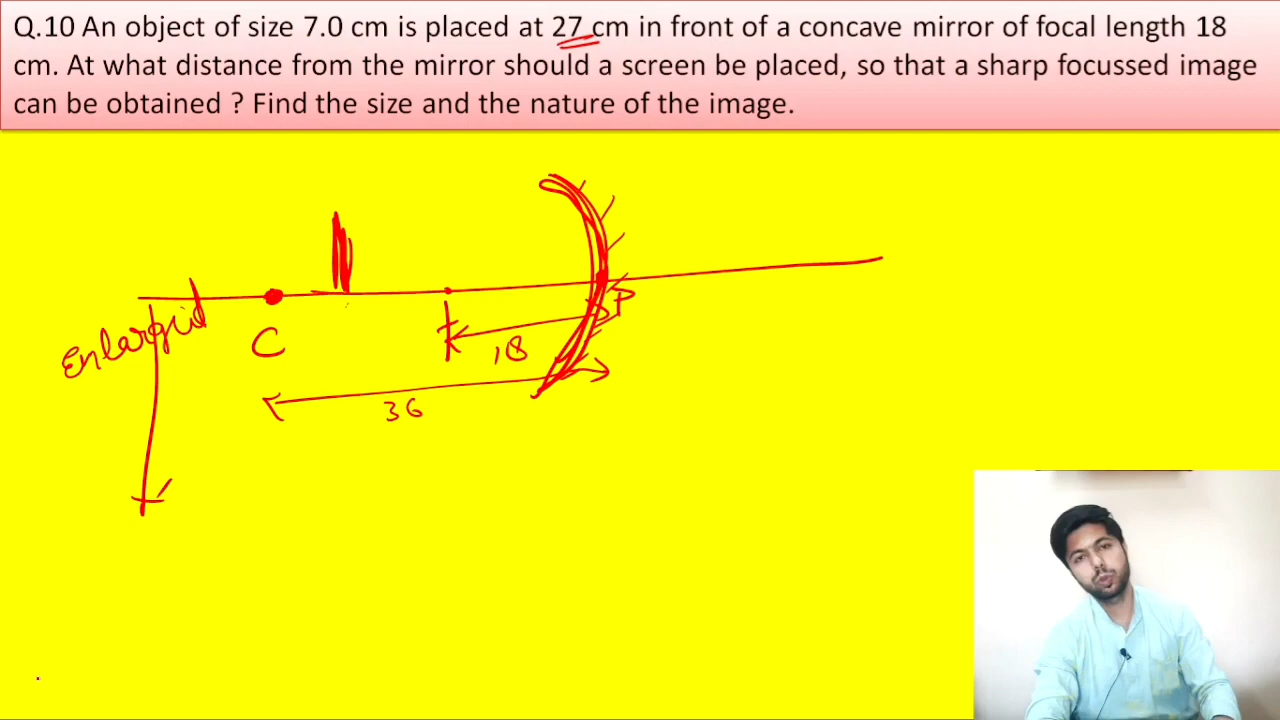 Q.10 An object of size 7.0 cm is placed at 27 cm in front of a concave mirror of focal length 18
cm. At what distance from the mirror should a screen be placed, so that a sharp focussed image
can be obtained ? Find the size and the nature of the image.
Enlarged
C
P
18
36